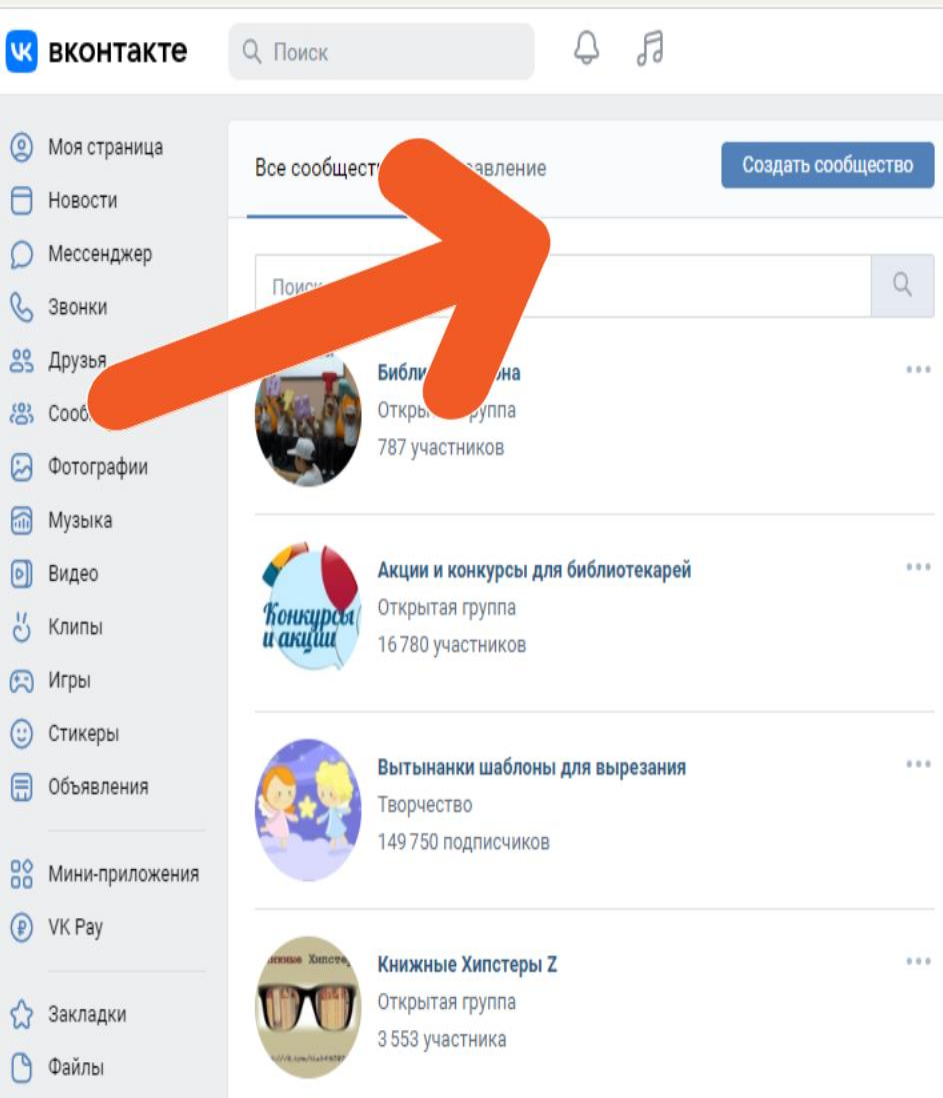 вконтакте
Поиск
Моя страница
Новости
Мессенджер
Звонки
Друзья
Фотографии
Музыка
Видео
Клипы
Игры
Стикеры
Объявления
Мини-приложения
VK Pay
Закладки
Файлы
Все
Создать сообщество
787 участников
Конкурсы
и акции
Акции и конкурсы для библиотекарей
Открытая группа
16 780 участников
Вытынанки шаблоны для вырезания
Творчество
149 750 подписчиков
Книжные Хипстеры Z
Открытая группа
3 553 участника